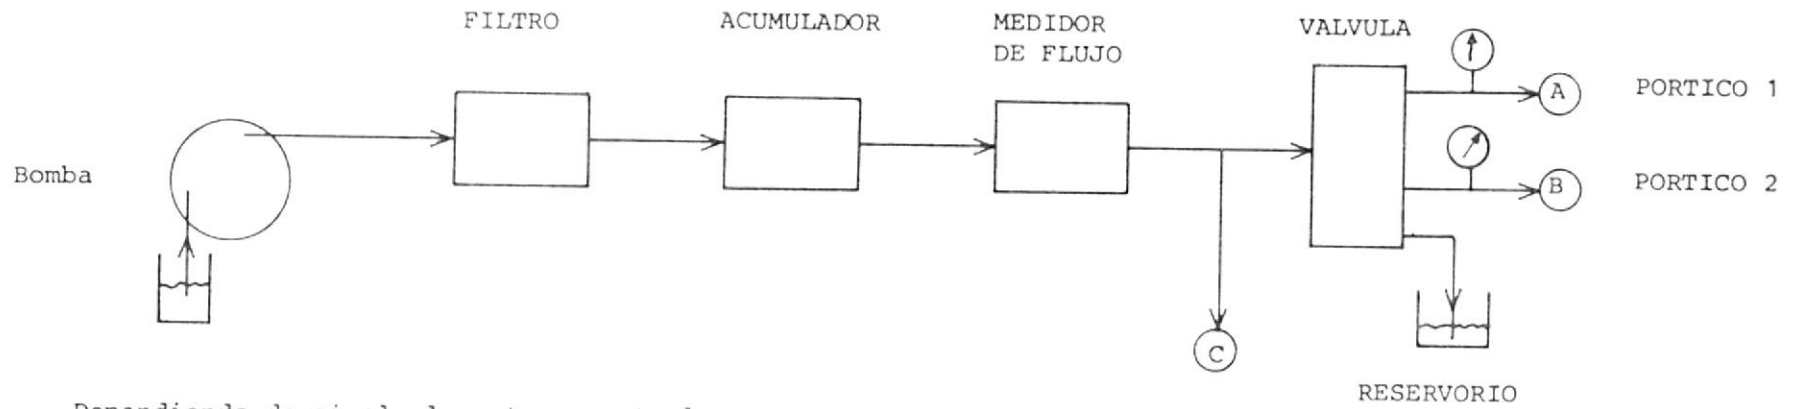 FILTRO
ACUMULADOR
MEDIDOR
DE FLUJO
VALVULA
A
PORTICO 1
Bomba
B
PORTICO 2
C
RESERVORIO